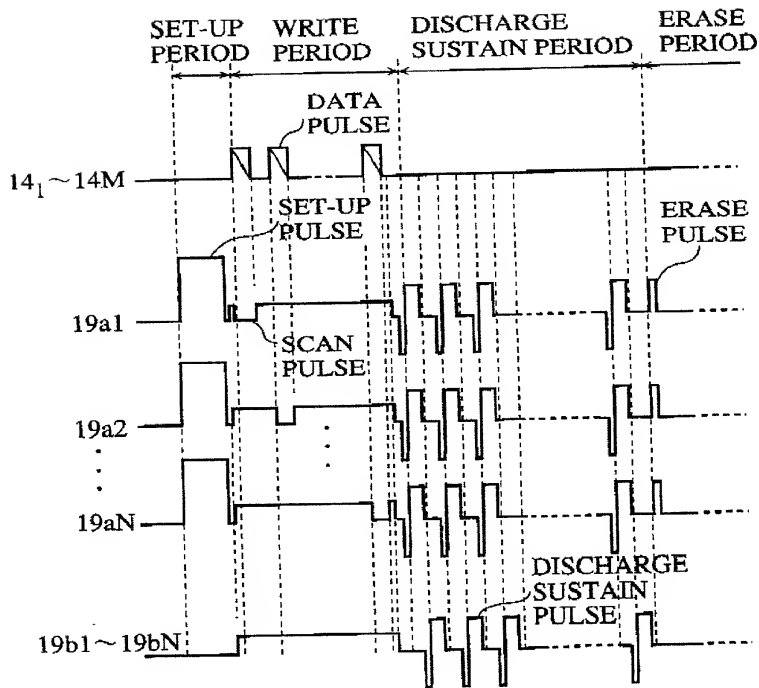 SET-UP
PERIOD
WRITE
PERIOD
DISCHARGE
SUSTAIN PERIOD
ERASE
PERIOD
DATA
PULSE
14₁～14M
SET-UP
PULSE
ERASE
PULSE
19a1
SCAN
PULSE
19a2
19aN
DISCHARGE
SUSTAIN
PULSE
19b1～19bN